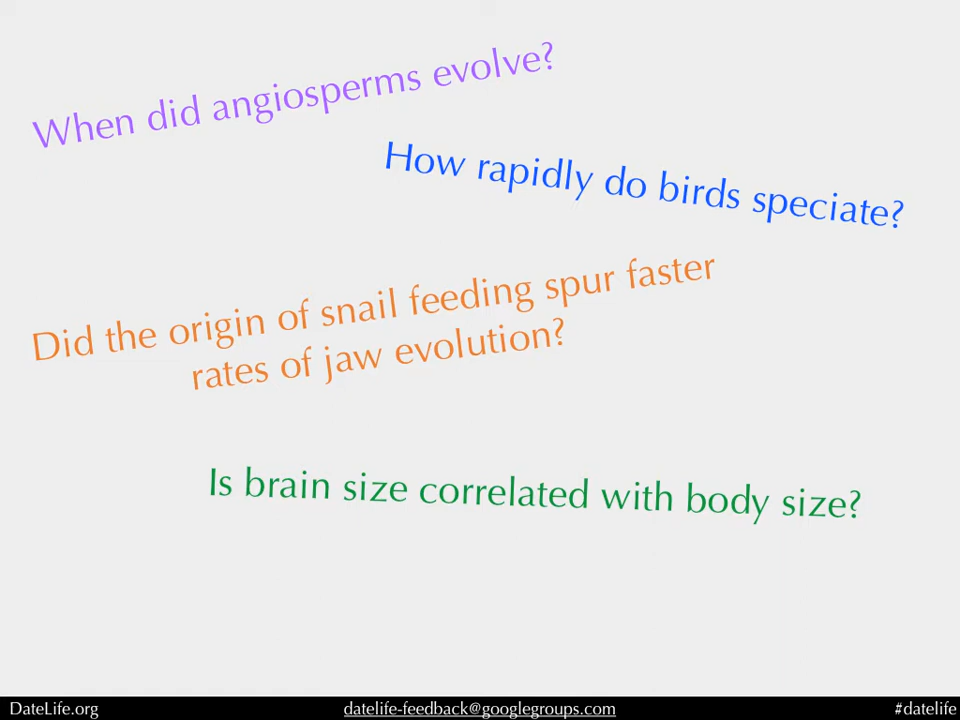 When did angiosperms evolve?
How rapidly do birds speciate?
Did the origin of snail feeding spur faster
rates of jaw evolution?
Is brain size correlated with body size?
DateLife.org
datelife-feedback@googlegroups.com
#datelife